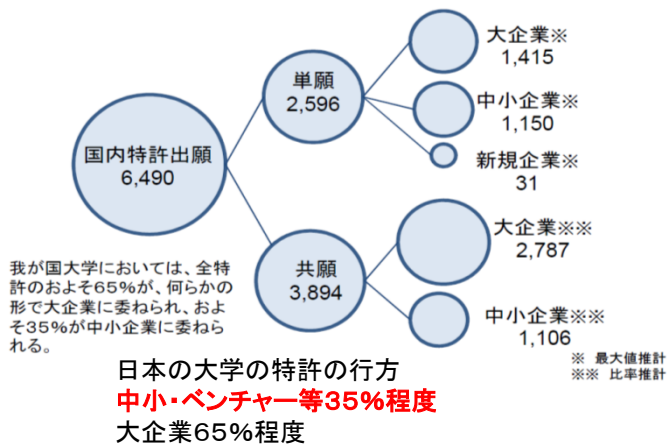 国内特許出願
6,490
単願
2,596
大企業※
1,415
中小企業※
1,150
新規企業※
31
共願
3,894
大企業※※
2,787
中小企業※※
1,106
我が国大学においては、全特
許のおよそ65%が、何らかの
形で大企業に委ねられ、およ
そ35%が中小企業に委ねら
れる。
※ 最大値推計
※※ 比率推計
日本の大学の特許の行方
中小・ベンチャー等35%程度
大企業65%程度